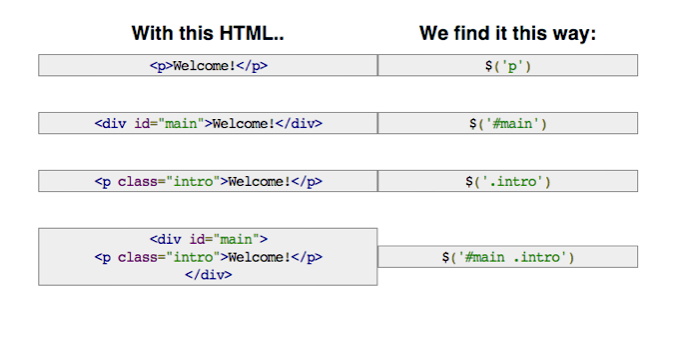 With this HTML.. We find it this way:
<p>Welcome!</p> $('p')
<div id="main">Welcome!</div> $('#main')
<p class="intro">Welcome!</p> $('.intro')
<div id="main">
<p class="intro">Welcome!</p> $('#main .intro')
</div>